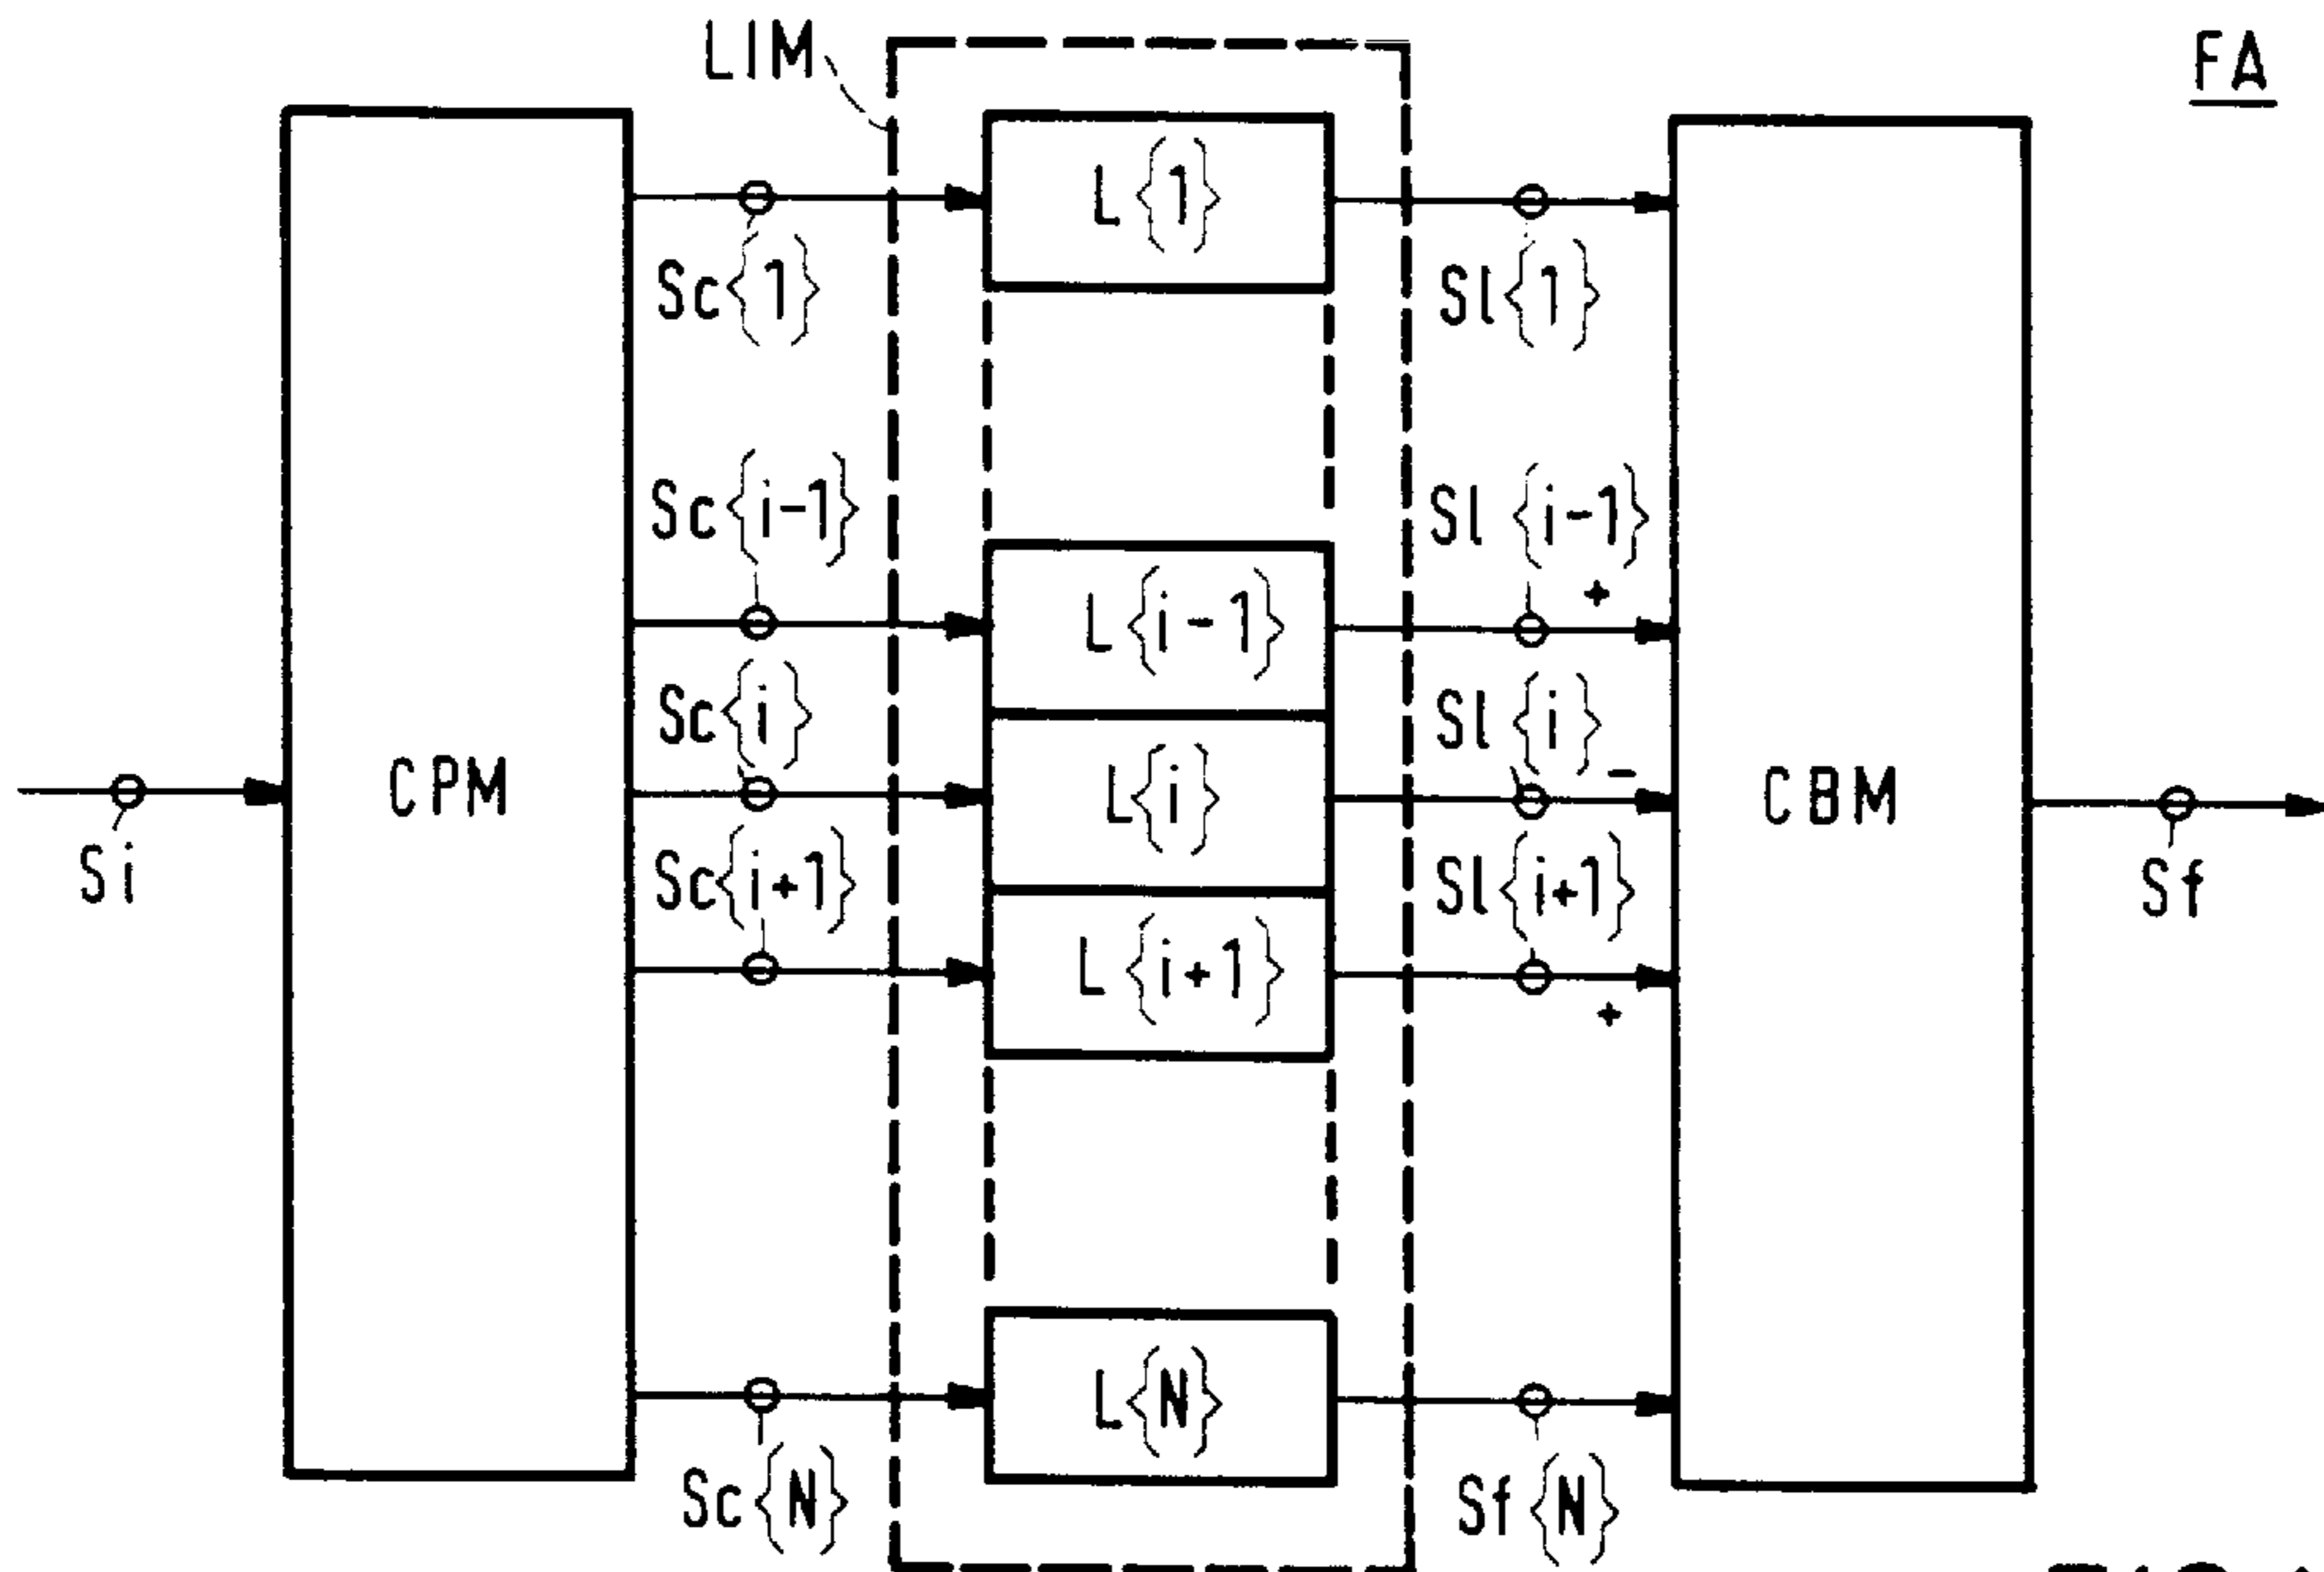 LIM
FA
L{1}
Sc{1}
Sl{1}
Sc{i-1}
Sl {i-1}
+
L{i-1}
Sc{i}
Sl {i}
-
CPM
L{i}
CBM
Si
Sc{i+1}
Sl{i+1}
Sf
L {i+1}
+
L{N}
Sc{N}
Sf{N}